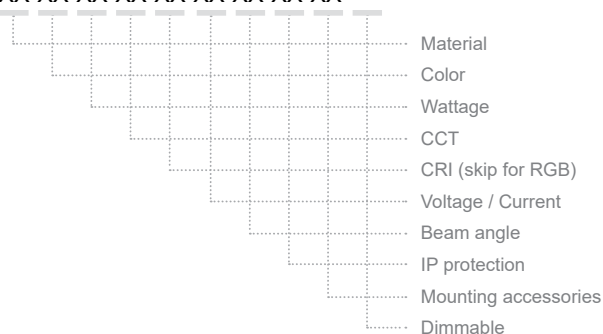 Material
Color
Wattage
CCT
CRI (skip for RGB)
Voltage / Current
Beam angle
IP protection
Mounting accessories
Dimmable